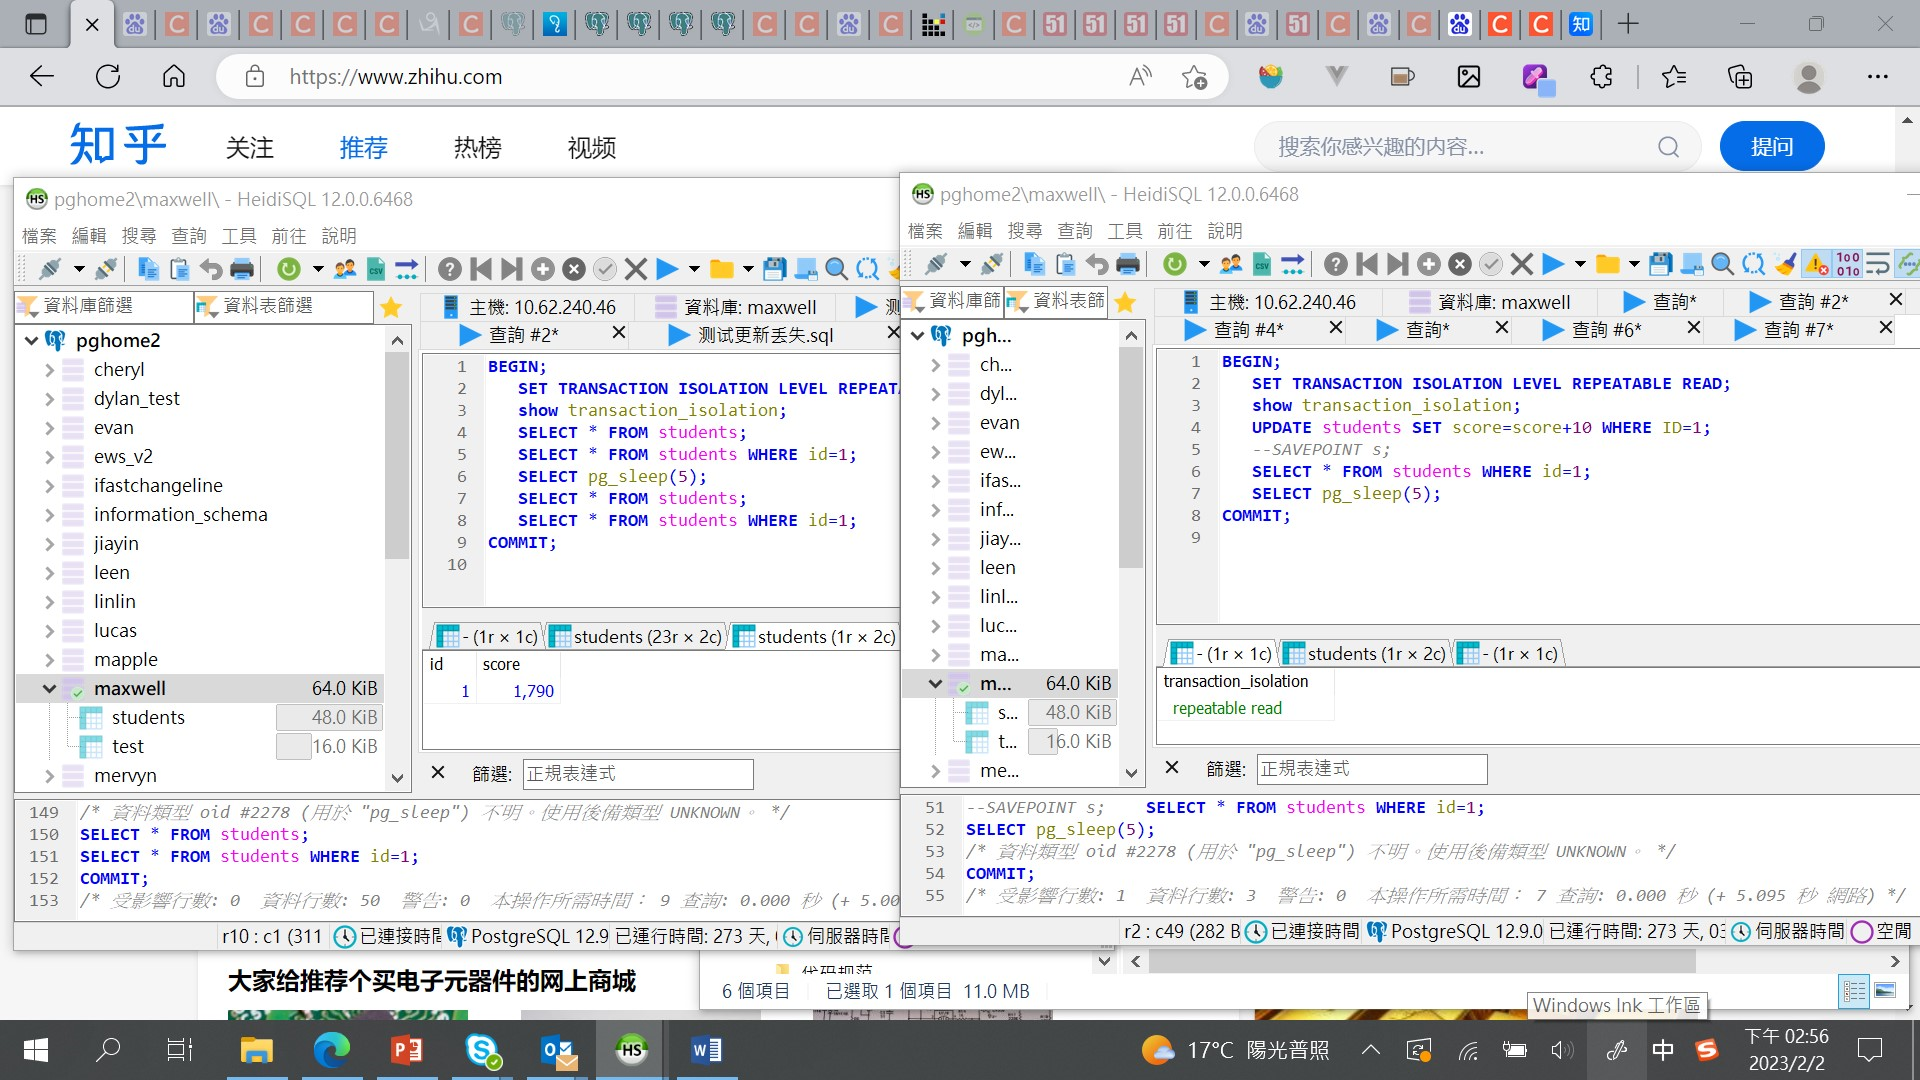 https://www.zhihu.com
知乎
关注
推荐
热榜
视频
搜索你感兴趣的内容...
提问
pghome2\maxwell\ - HeidiSQL 12.0.0.6468
檔案 編輯 搜尋 查詢 工具 前往 說明
資料庫篩選
資料表篩選
主機: 10.62.240.46
資料庫: maxwell
测
查詢 #2*
测试更新丢失.sql
pghome2
cheryl
dylan_test
evan
ews_v2
ifastchangeline
information_schema
jiayin
leen
linlin
lucas
mapple
maxwell 64.0 KiB
students 48.0 KiB
test 16.0 KiB
mervyn
1 BEGIN;
2 SET TRANSACTION ISOLATION LEVEL REPEATA
3 show transaction_isolation;
4 SELECT * FROM students;
5 SELECT * FROM students WHERE id=1;
6 SELECT pg_sleep(5);
7 SELECT * FROM students;
8 SELECT * FROM students WHERE id=1;
9 COMMIT;
10
- (1r × 1c)
students (23r × 2c)
students (1r × 2c)
id score
1 1,790
篩選: 正規表達式
149 /* 資料類型 oid #2278 (用於 "pg_sleep") 不明。使用後備類型 UNKNOWN。 */
150 SELECT * FROM students;
151 SELECT * FROM students WHERE id=1;
152 COMMIT;
153 /* 受影響行數: 0 資料行數: 50 警告: 0 本操作所需時間: 9 查詢: 0.000 秒 (+ 5.00
r10 : c1 (311
已連接時間
PostgreSQL 12.9
已運行時間: 273 天,
伺服器時間
pghome2\maxwell\ - HeidiSQL 12.0.0.6468
檔案 編輯 搜尋 查詢 工具 前往 說明
資料庫篩
資料表篩
主機: 10.62.240.46
資料庫: maxwell
查詢*
查詢 #2*
查詢 #4*
查詢*
查詢 #6*
查詢 #7*
pgh...
ch...
dyl...
evan
ew...
ifas...
inf...
jiay...
leen
linl...
luc...
ma...
m... 64.0 KiB
s... 48.0 KiB
t... 16.0 KiB
me...
1 BEGIN;
2 SET TRANSACTION ISOLATION LEVEL REPEATABLE READ;
3 show transaction_isolation;
4 UPDATE students SET score=score+10 WHERE ID=1;
5 --SAVEPOINT s;
6 SELECT * FROM students WHERE id=1;
7 SELECT pg_sleep(5);
8 COMMIT;
9
- (1r × 1c)
students (1r × 2c)
- (1r × 1c)
transaction_isolation
repeatable read
篩選: 正規表達式
51 --SAVEPOINT s; SELECT * FROM students WHERE id=1;
52 SELECT pg_sleep(5);
53 /* 資料類型 oid #2278 (用於 "pg_sleep") 不明。使用後備類型 UNKNOWN。 */
54 COMMIT;
55 /* 受影響行數: 1 資料行數: 3 警告: 0 本操作所需時間: 7 查詢: 0.000 秒 (+ 5.095 秒 網路) */
r2 : c49 (282 B
已連接時間
PostgreSQL 12.9.0
已運行時間: 273 天, 03
伺服器時間
空閒
大家给推荐个买电子元器件的网上商城
代码规范
6 個項目
已選取 1 個項目 11.0 MB
Windows Ink 工作區
17°C 陽光普照
中
下午 02:56
2023/2/2